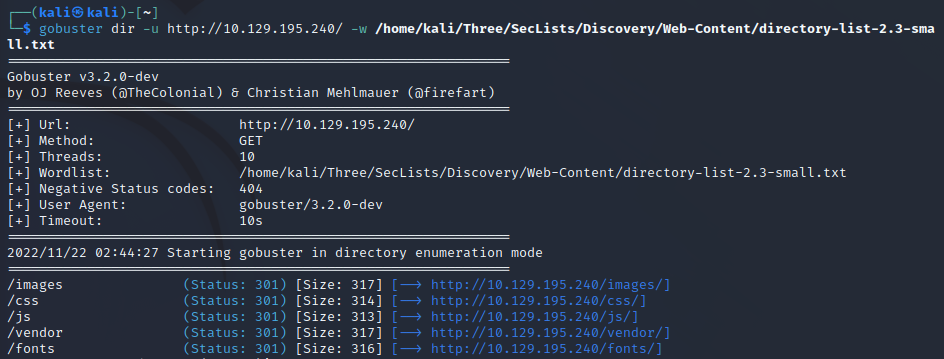 ┌──(kali㉿kali)-[~]
└─$ gobuster dir -u http://10.129.195.240/ -w /home/kali/Three/SecLists/Discovery/Web-Content/directory-list-2.3-sma
ll.txt
===============================================================
Gobuster v3.2.0-dev
by OJ Reeves (@TheColonial) & Christian Mehlmauer (@firefart)
===============================================================
[+] Url:                     http://10.129.195.240/
[+] Method:                  GET
[+] Threads:                 10
[+] Wordlist:                /home/kali/Three/SecLists/Discovery/Web-Content/directory-list-2.3-small.txt
[+] Negative Status codes:   404
[+] User Agent:              gobuster/3.2.0-dev
[+] Timeout:                 10s
===============================================================
2022/11/22 02:44:27 Starting gobuster in directory enumeration mode
===============================================================
/images               (Status: 301) [Size: 317] [--> http://10.129.195.240/images/]
/css                  (Status: 301) [Size: 314] [--> http://10.129.195.240/css/]
/js                   (Status: 301) [Size: 313] [--> http://10.129.195.240/js/]
/vendor               (Status: 301) [Size: 317] [--> http://10.129.195.240/vendor/]
/fonts                (Status: 301) [Size: 316] [--> http://10.129.195.240/fonts/]